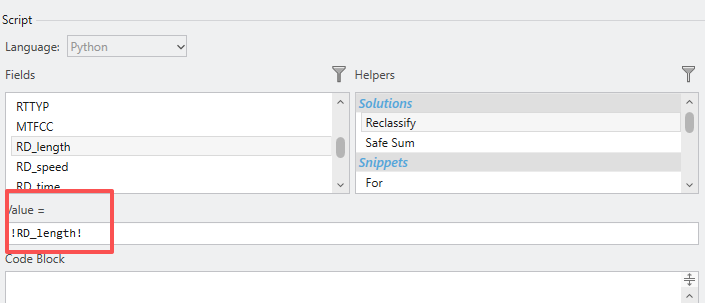 Script
Language: Python
Fields
Helpers
RTTYP
MTFCC
RD_length
RD_speed
RD_time
Solutions
Reclassify
Safe Sum
Snippets
For
Value =
!RD_length!
Code Block